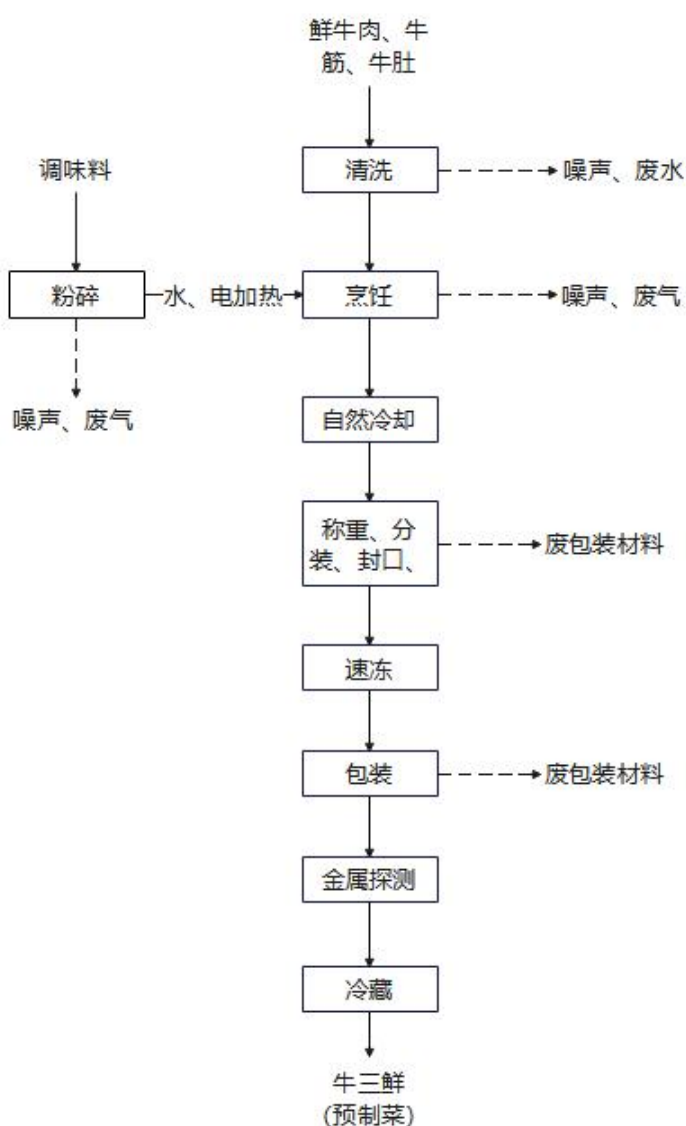 鲜牛肉、牛
筋、牛肚
清洗
噪声、废水
调味料
粉碎
水、电加热
烹饪
噪声、废气
噪声、废气
自然冷却
称重、分
装、封口、
废包装材料
速冻
包装
废包装材料
金属探测
冷藏
牛三鲜
(预制菜)